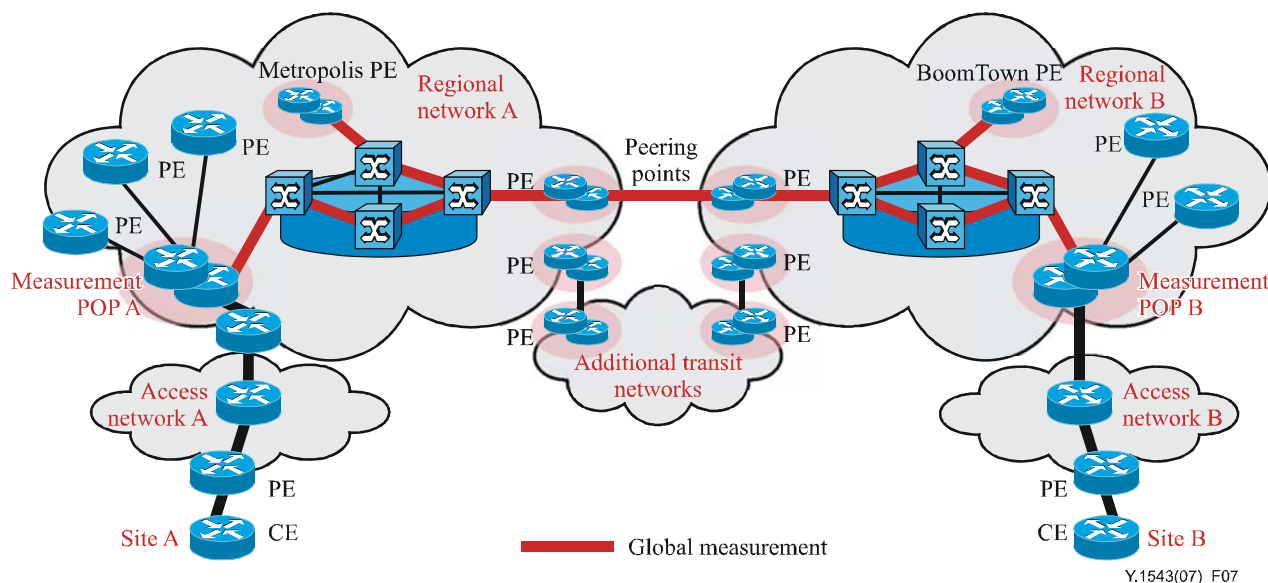 Metropolis PE
Regional
network A
BoomTown PE
Regional
network B
PE
PE
PE
PE
Peering
points
PE
PE
PE
PE
Measurement
POP A
PE
PE
Measurement
POP B
PE
PE
Additional transit
networks
Access
network A
Access
network B
PE
PE
Site A
CE
CE
Site B
Global measurement
Y.1543(07)_F07